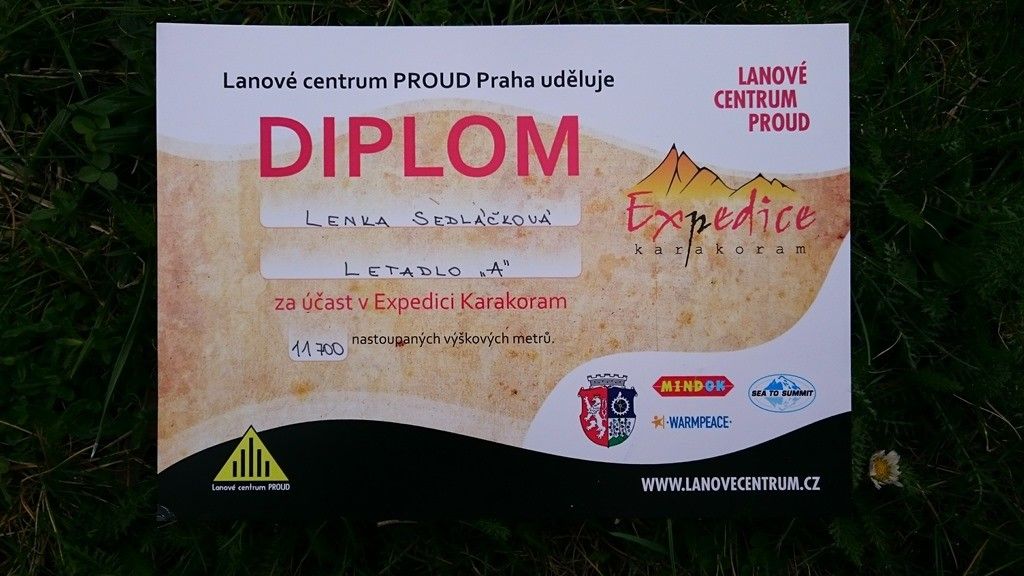 Lanové centrum PROUD Praha uděluje
LANOVÉ
CENTRUM
PROUD
DIPLOM
LENKA SEDLÁČKOVÁ
Expedice
karakoram
LETADLO „A"
za účast v Expedici Karakoram
11 700 nastoupaných výškových metrů.
MINDOK
SEA TO SUMMIT
·WARMPEACE·
Lanové centrum PROUD
WWW.LANOVECENTRUM.CZ